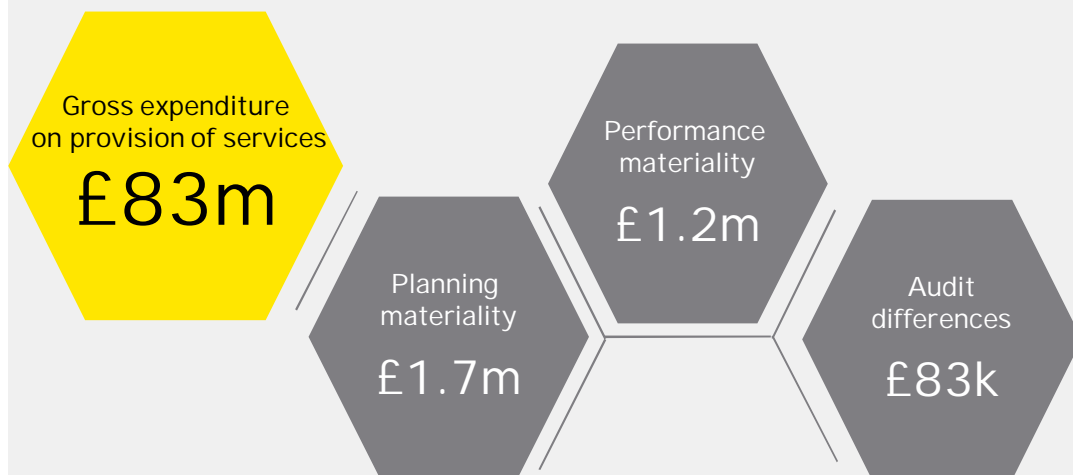 Gross expenditure
on provision of services
£83m
Planning
materiality
£1.7m
Performance
materiality
£1.2m
Audit
differences
£83k